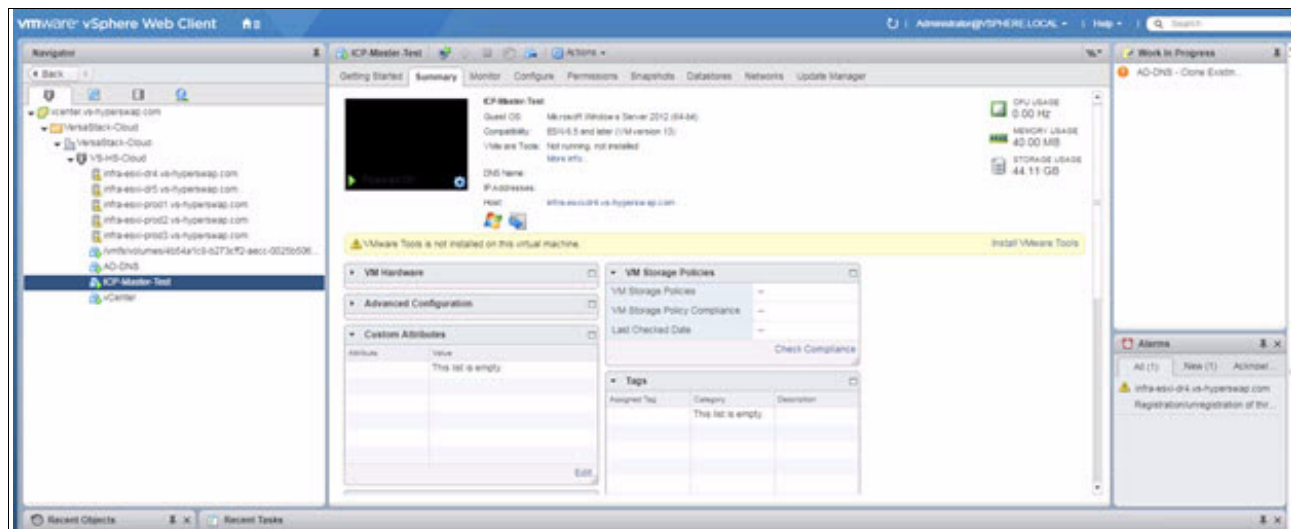 vmware® vSphere Web Client
Administrator@VSPHERE.LOCAL
Help
Search
Navigator
Back
vcenter.vs-hyperswap.com
VersaStack-Cloud
VersaStack-Cloud
VS-HS-Cloud
infra-esxi-dr4.vs-hyperswap.com
infra-esxi-dr5.vs-hyperswap.com
infra-esxi-prod1.vs-hyperswap.com
infra-esxi-prod2.vs-hyperswap.com
infra-esxi-prod3.vs-hyperswap.com
AD-DNS
ICP-Master-Test
vCenter
ICP-Master-Test
Actions
Getting Started Summary Monitor Configure Permissions Snapshots Datastores Networks Update Manager
ICP-Master-Test
Guest OS: Microsoft Windows Server 2012 (64-bit)
Compatibility: ESXi 6.5 and later (VM version 13)
VMware Tools: Not running, not installed
More info
DNS Name:
IP Addresses:
Host: infra-esxi-dr4.vs-hyperswap.com
Powered On
CPU USAGE
0.00 Hz
MEMORY USAGE
40.00 MB
STORAGE USAGE
44.11 GB
VMware Tools is not installed on this virtual machine.
Install VMware Tools
VM Hardware
Advanced Configuration
Custom Attributes
Attribute Value
This list is empty.
Edit...
VM Storage Policies
VM Storage Policies --
VM Storage Policy Compliance --
Last Checked Date --
Check Compliance
Tags
Assigned Tag Category Description
This list is empty.
Work In Progress
AD-DNS - Clone Existin...
Alarms
All (1) New (1) Acknowl...
infra-esxi-dr4.vs-hyperswap.com
Registration/unregistration of thir...
Recent Objects
Recent Tasks